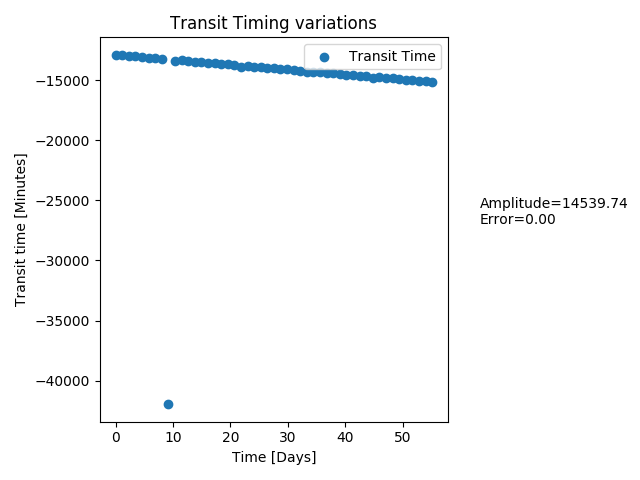 Transit Timing variations
Transit Time
−15000
−20000
−25000
−30000
−35000
−40000
Transit time [Minutes]
Amplitude=14539.74
Error=0.00
0 10 20 30 40 50
Time [Days]